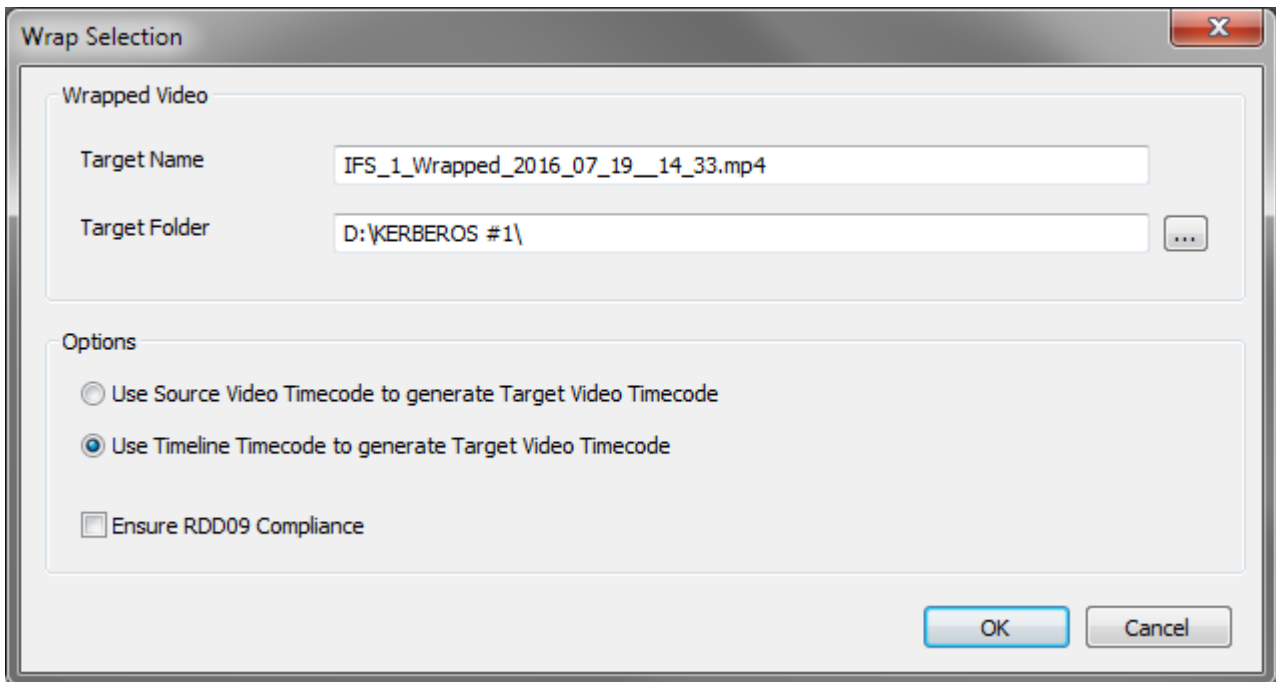 Wrap Selection
Wrapped Video
Target Name
IFS_1_Wrapped_2016_07_19__14_33.mp4
Target Folder
D:\KERBEROS #1\
...
Options
Use Source Video Timecode to generate Target Video Timecode
Use Timeline Timecode to generate Target Video Timecode
Ensure RDD09 Compliance
OK
Cancel